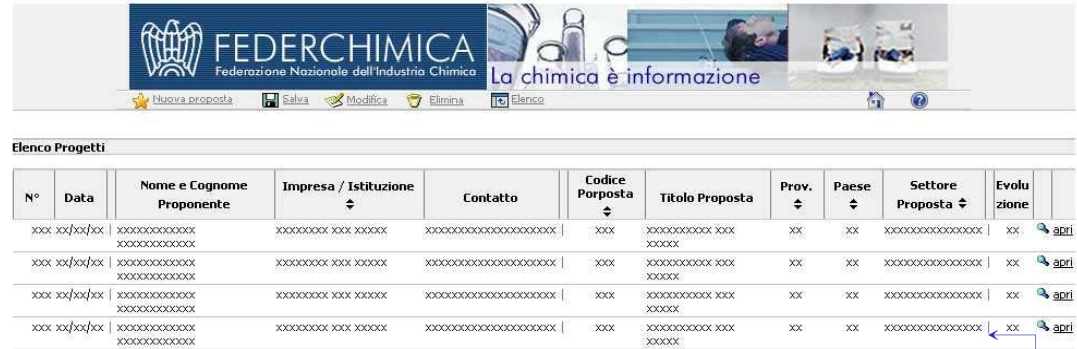 FEDERCHIMICA
Federazione Nazionale dell'Industria Chimica
La chimica è informazione
Nuova proposta Salva Modifica Elimina Elenco
Elenco Progetti
N° Data Nome e Cognome Proponente Impresa / Istituzione Contatto Codice Porposta Titolo Proposta Prov. Paese Settore Proposta Evolu zione
xxx xx/xx/xx | xxxxxxxxxxxx xxxxxxxx xxx xxxxx xxxxxxxxxxxxxxxxxxxx | xxx xxxxxxxxxx xxx xx xx xxxxxxxxxxxxxxx | xx apri
xxxxxxxxxxxx xxxxx
xxx xx/xx/xx | xxxxxxxxxxxx xxxxxxxx xxx xxxxx xxxxxxxxxxxxxxxxxxxx | xxx xxxxxxxxxx xxx xx xx xxxxxxxxxxxxxxx | xx apri
xxxxxxxxxxxx xxxxx
xxx xx/xx/xx | xxxxxxxxxxxx xxxxxxxx xxx xxxxx xxxxxxxxxxxxxxxxxxxx | xxx xxxxxxxxxx xxx xx xx xxxxxxxxxxxxxxx | xx apri
xxxxxxxxxxxx xxxxx
xxx xx/xx/xx | xxxxxxxxxxxx xxxxxxxx xxx xxxxx xxxxxxxxxxxxxxxxxxxx | xxx xxxxxxxxxx xxx xx xx xxxxxxxxxxxxxxx | xx apri
xxxxxxxxxxxx xxxxx